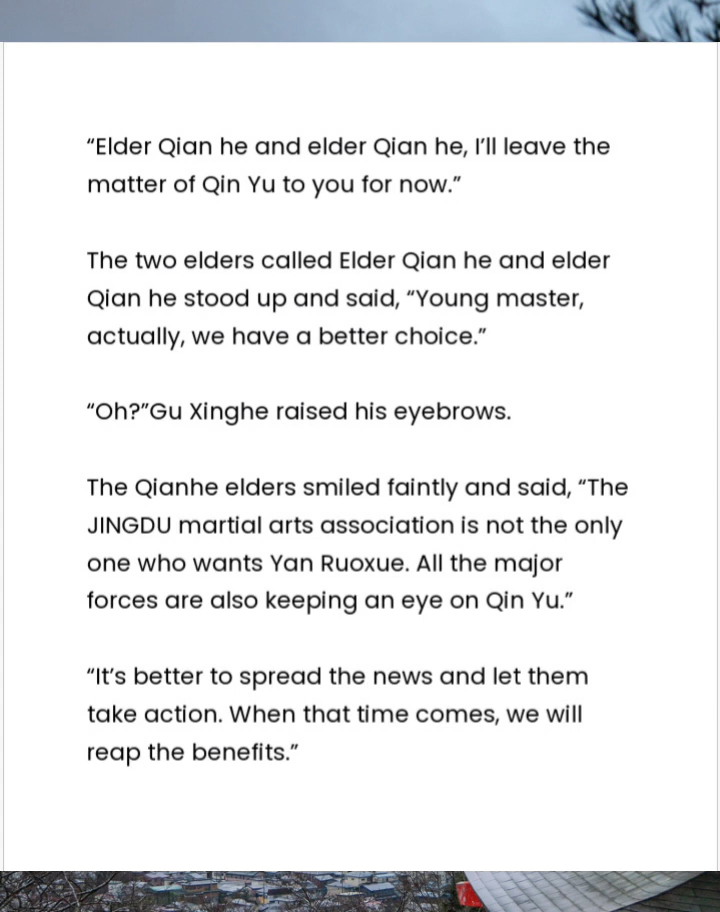 “Elder Qian he and elder Qian he, I’ll leave the
matter of Qin Yu to you for now.”
The two elders called Elder Qian he and elder
Qian he stood up and said, “Young master,
actually, we have a better choice.”
“Oh?”Gu Xinghe raised his eyebrows.
The Qianhe elders smiled faintly and said, “The
JINGDU martial arts association is not the only
one who wants Yan Ruoxue. All the major
forces are also keeping an eye on Qin Yu.”
“It’s better to spread the news and let them
take action. When that time comes, we will
reap the benefits.”